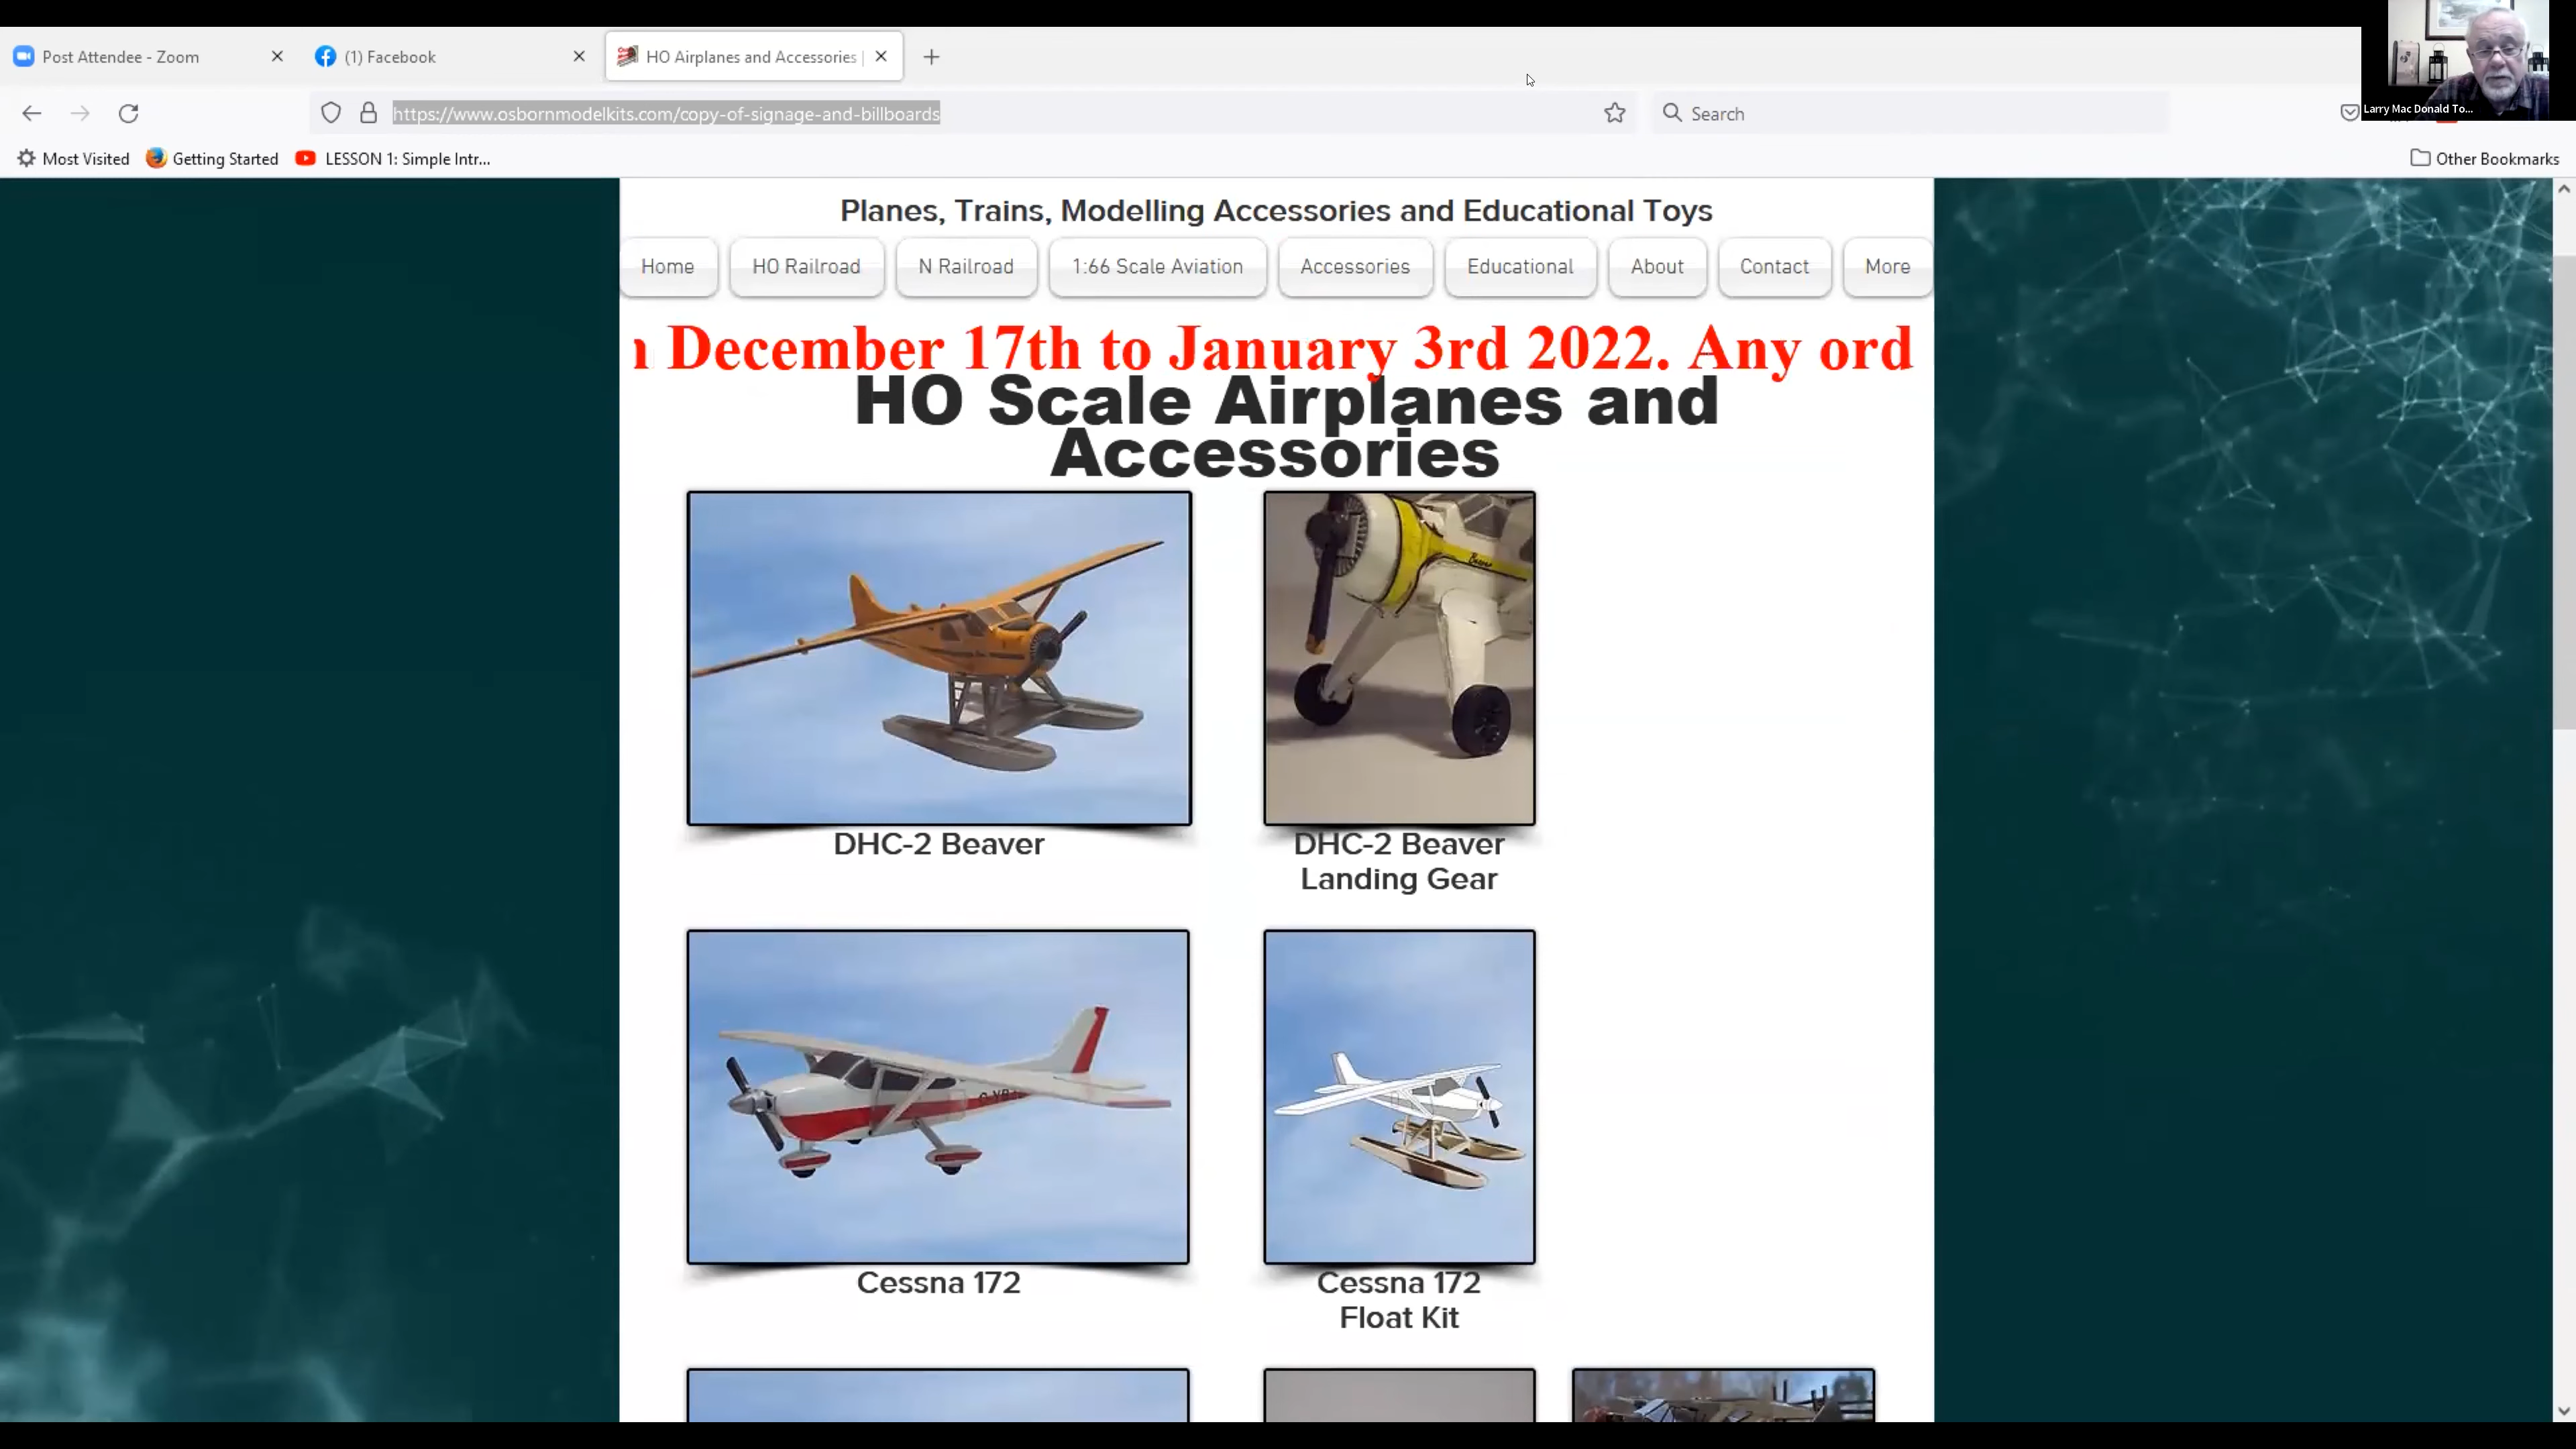 Post Attendee - Zoom
(1) Facebook
HO Airplanes and Accessories |
https://www.osbornmodelkits.com/copy-of-signage-and-billboards
Search
Larry Mac Donald To...
Most Visited
Getting Started
LESSON 1: Simple Intr...
Other Bookmarks
Planes, Trains, Modelling Accessories and Educational Toys
Home
HO Railroad
N Railroad
1:66 Scale Aviation
Accessories
Educational
About
Contact
More
n December 17th to January 3rd 2022. Any ord
HO Scale Airplanes and
Accessories
Beaver
DHC-2 Beaver
DHC-2 Beaver
Landing Gear
Cessna 172
Cessna 172
Float Kit